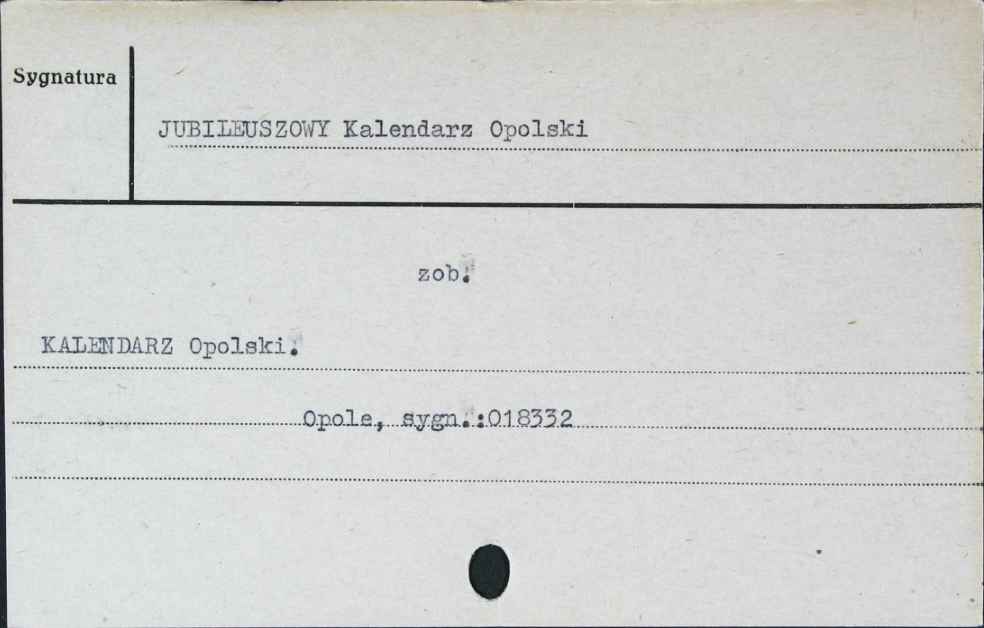 Sygnatura
JUBILEUSZOWY Kalendarz Opolski
zob.
KALENDARZ Opolski.
Opole, sygn.:018332